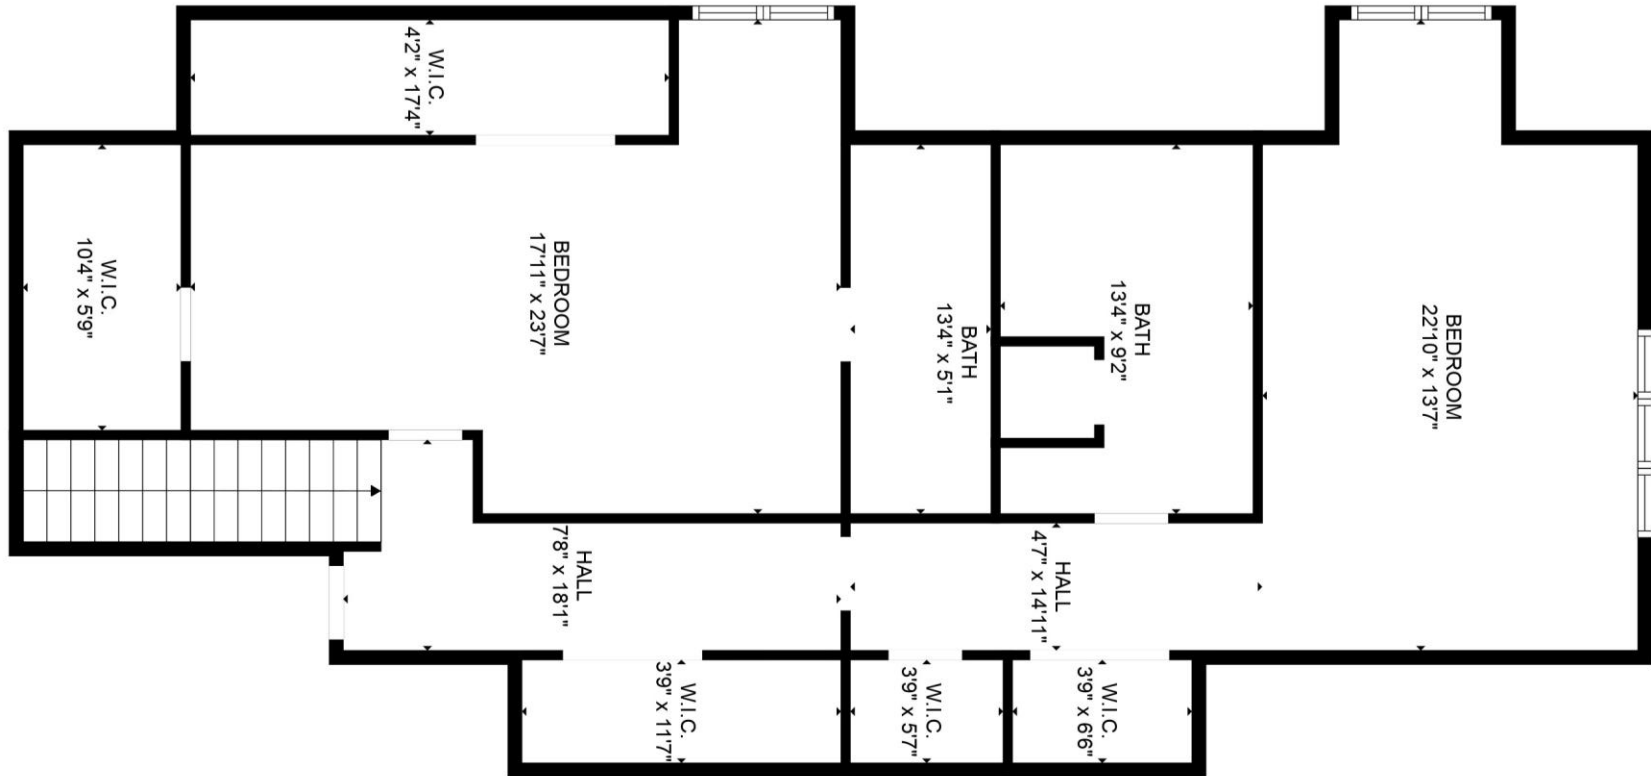 W.I.C.
4'2" x 17'4"
W.I.C.
10'4" x 5'9"
BEDROOM
17'11" x 23'7"
BATH
13'4" x 5'1"
BATH
13'4" x 9'2"
BEDROOM
22'10" x 13'7"
HALL
7'8" x 18'1"
HALL
4'7" x 14'11"
W.I.C.
3'9" x 11'7"
W.I.C.
3'9" x 5'7"
W.I.C.
3'9" x 6'6"